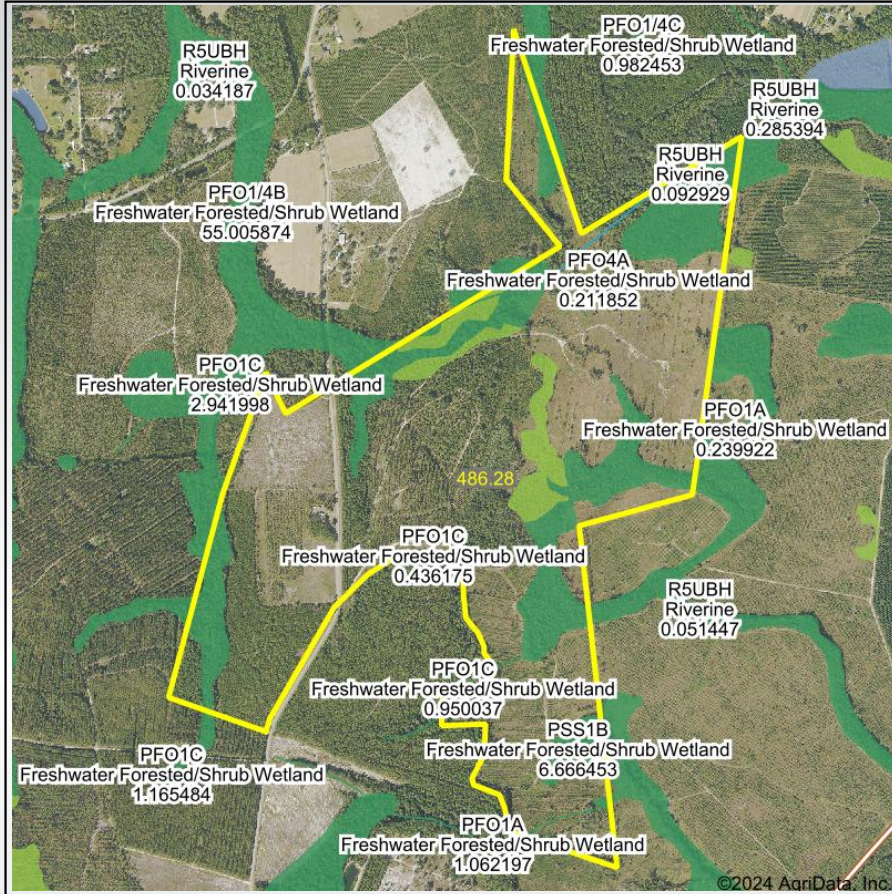 PFO1/4C
Freshwater Forested/Shrub Wetland
0.982453
R5UBH
Riverine
0.034187
R5UBH
Riverine
0.285394
R5UBH
Riverine
0.092929
PFO1/4B
Freshwater Forested/Shrub Wetland
55.005874
PFO4A
Freshwater Forested/Shrub Wetland
0.211852
PFO1C
Freshwater Forested/Shrub Wetland
2.941998
PFO1A
Freshwater Forested/Shrub Wetland
0.239922
486.28
PFO1C
Freshwater Forested/Shrub Wetland
0.436175
R5UBH
Riverine
0.051447
PFO1C
Freshwater Forested/Shrub Wetland
0.950037
PSS1B
Freshwater Forested/Shrub Wetland
6.666453
PFO1C
Freshwater Forested/Shrub Wetland
1.165484
PFO1A
Freshwater Forested/Shrub Wetland
1.062197
©2024 AgriData, Inc